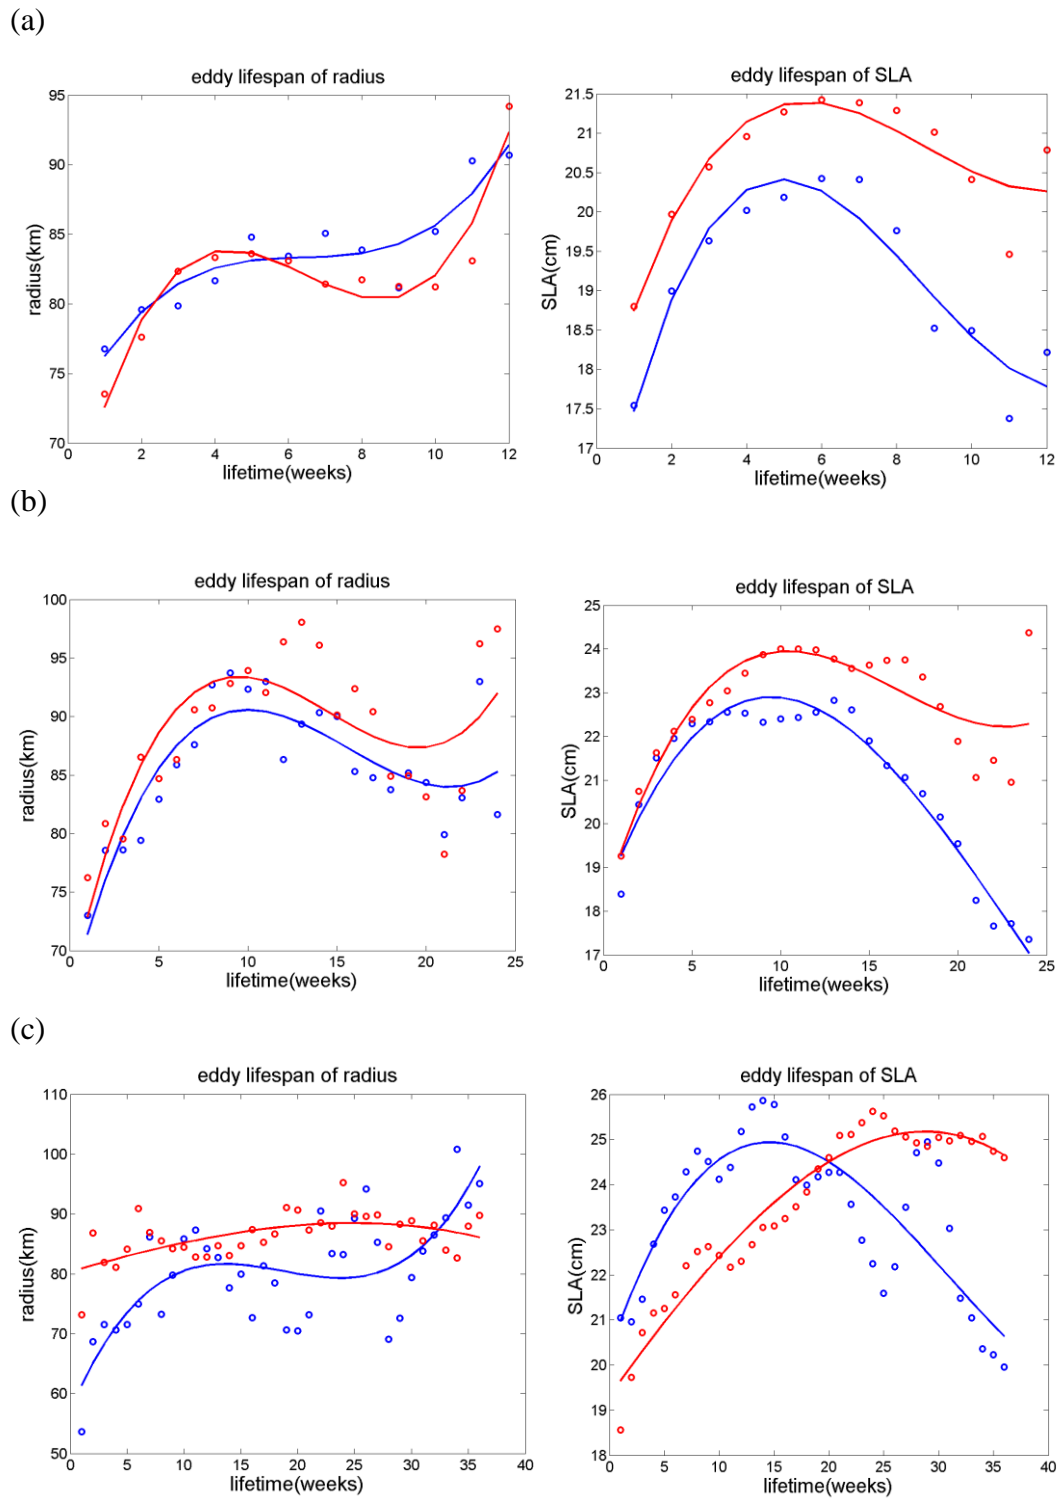 (a)
eddy lifespan of radius
95
90
85
80
75
70
0 2 4 6 8 10 12
radius(km)
lifetime(weeks)
eddy lifespan of SLA
21.5
21
20.5
20
19.5
19
18.5
18
17.5
17
0 2 4 6 8 10 12
SLA(cm)
lifetime(weeks)
(b)
eddy lifespan of radius
100
95
90
85
80
75
70
0 5 10 15 20 25
radius(km)
lifetime(weeks)
eddy lifespan of SLA
25
24
23
22
21
20
19
18
17
0 5 10 15 20 25
SLA(cm)
lifetime(weeks)
(c)
eddy lifespan of radius
110
100
90
80
70
60
50
0 5 10 15 20 25 30 35 40
radius(km)
lifetime(weeks)
eddy lifespan of SLA
26
25
24
23
22
21
20
19
18
0 5 10 15 20 25 30 35 40
SLA(cm)
lifetime(weeks)